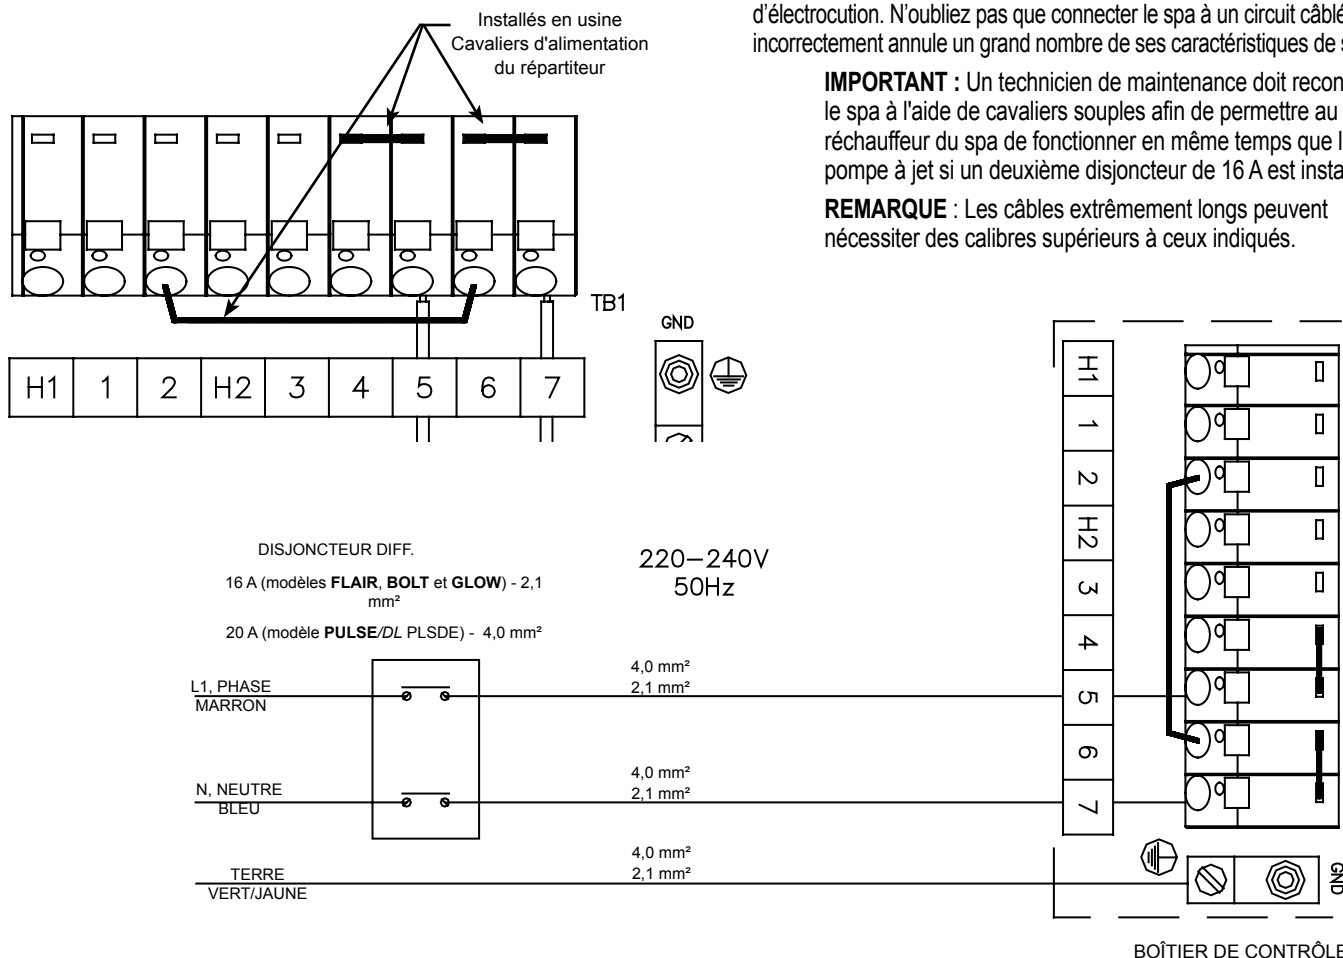 Installés en usine
Cavaliers d'alimentation
du répartiteur
d’électrocution. N’oubliez pas que connecter le spa à un circuit câblé
incorrectement annule un grand nombre de ses caractéristiques de
IMPORTANT : Un technicien de maintenance doit
le spa à l'aide de cavaliers souples afin de permettre au
réchauffeur du spa de fonctionner en même temps que
pompe à jet si un deuxième disjoncteur de 16 A est
REMARQUE : Les câbles extrêmement longs peuvent
nécessiter des calibres supérieurs à ceux indiqués.
TB1
GND
H1 1 2 H2 3 4 5 6 7
DISJONCTEUR DIFF.
16 A (modèles FLAIR, BOLT et GLOW) - 2,1
mm²
20 A (modèle PULSE/DL PLSDE) - 4,0 mm²
220–240V
50Hz
H1
1
2
H2
3
4
5
6
7
L1, PHASE
MARRON
4,0 mm²
2,1 mm²
N, NEUTRE
BLEU
4,0 mm²
2,1 mm²
TERRE
VERT/JAUNE
4,0 mm²
2,1 mm²
GND
BOÎTIER DE CONTRÔLE